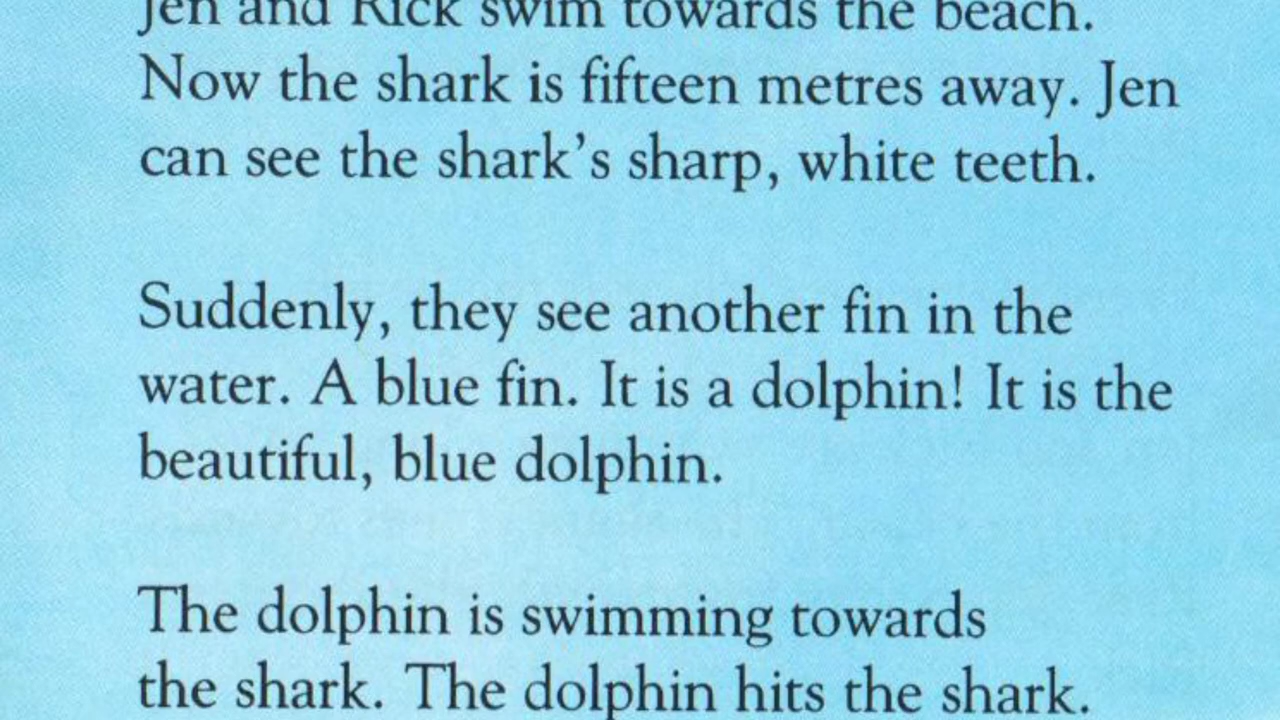 Jen and Rick swim towards the beach.
Now the shark is fifteen metres away. Jen
can see the shark's sharp, white teeth.
Suddenly, they see another fin in the
water. A blue fin. It is a dolphin! It is the
beautiful, blue dolphin.
The dolphin is swimming towards
the shark. The dolphin hits the shark.